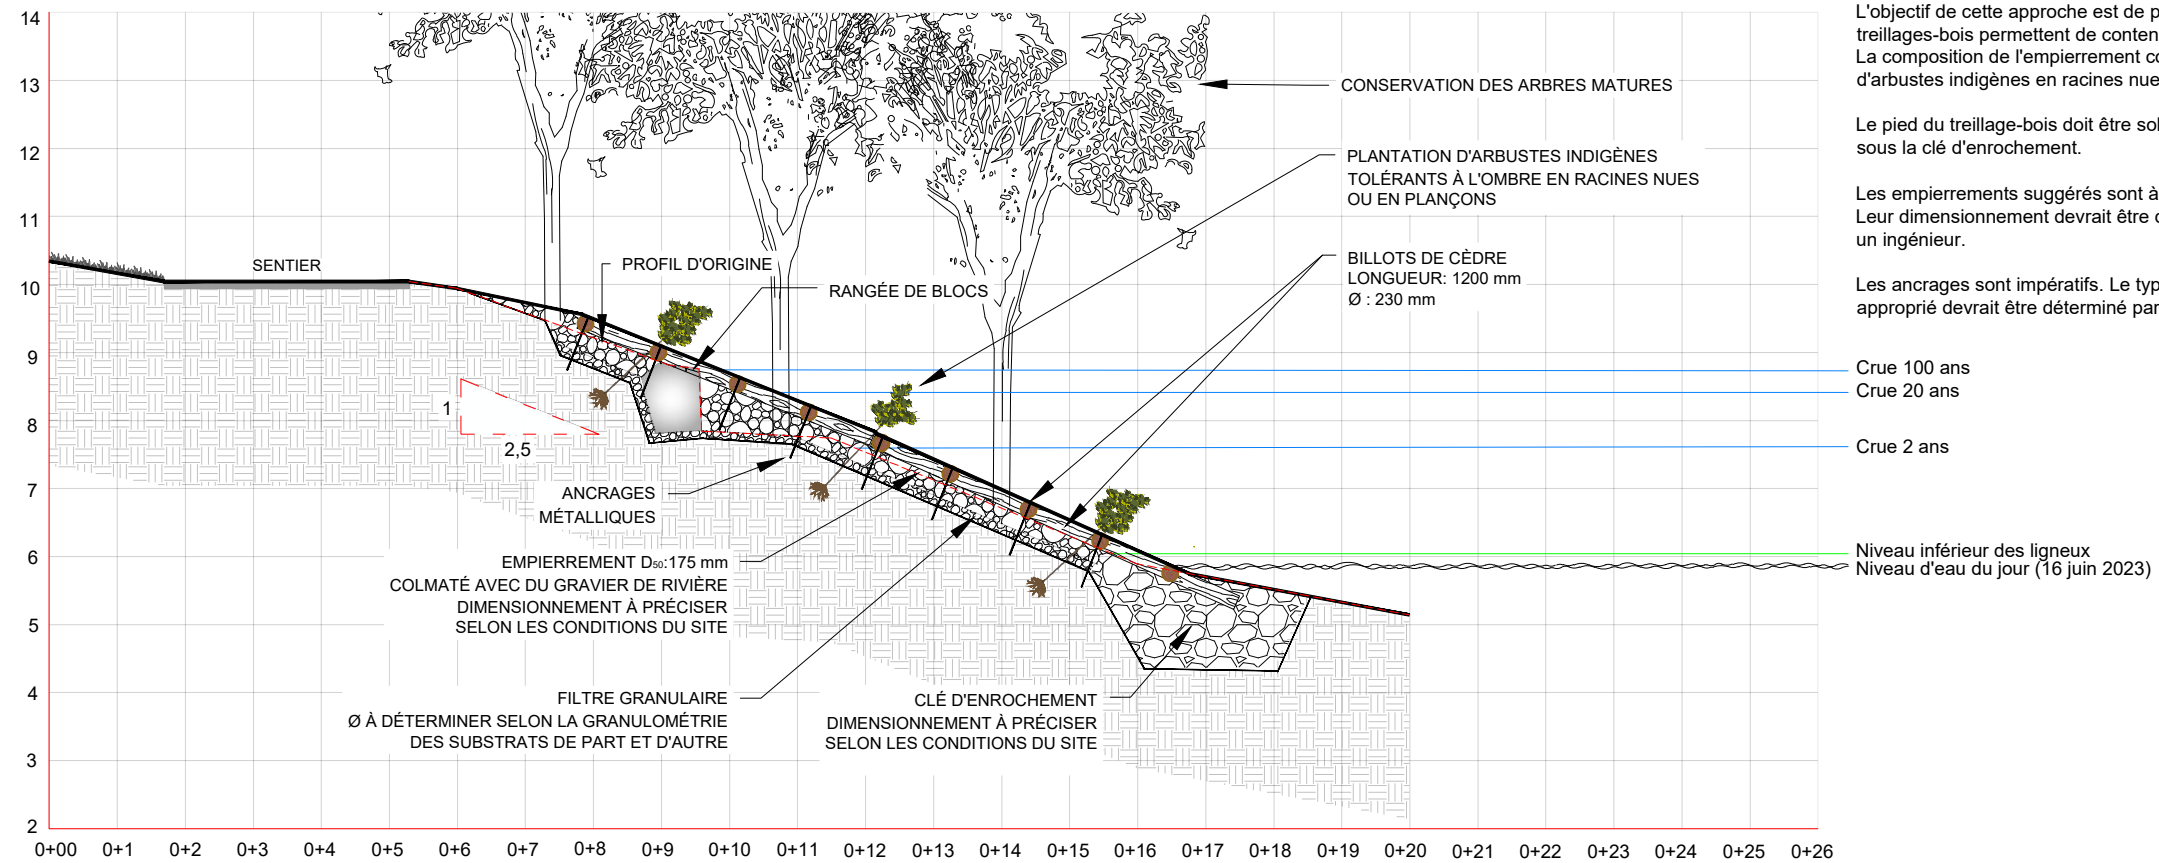 14
13
12
11
10
9
8
7
6
5
4
3
2
0+00 0+1 0+2 0+3 0+4 0+5 0+6 0+7 0+8 0+9 0+10 0+11 0+12 0+13 0+14 0+15 0+16 0+17 0+18 0+19 0+20 0+21 0+22 0+23 0+24 0+25 0+26
SENTIER
PROFIL D'ORIGINE
RANGÉE DE BLOCS
1
2,5
ANCRAGES
MÉTALLIQUES
EMPIERREMENT D50:175 mm
COLMATÉ AVEC DU GRAVIER DE RIVIÈRE
DIMENSIONNEMENT À PRÉCISER
SELON LES CONDITIONS DU SITE
FILTRE GRANULAIRE
Ø À DÉTERMINER SELON LA GRANULOMÉTRIE
DES SUBSTRATS DE PART ET D'AUTRE
CLÉ D'ENROCHEMENT
DIMENSIONNEMENT À PRÉCISER
SELON LES CONDITIONS DU SITE
CONSERVATION DES ARBRES MATURES
PLANTATION D'ARBUSTES INDIGÈNES
TOLÉRANTS À L'OMBRE EN RACINES NUES
OU EN PLANÇONS
BILLOTS DE CÈDRE
LONGUEUR: 1200 mm
Ø : 230 mm
L'objectif de cette approche est de
treillages-bois permettent de
La composition de l'empierrement
d'arbustes indigènes en racines
Le pied du treillage-bois doit être
sous la clé d'enrochement.
Les empierrements suggérés sont à
Leur dimensionnement devrait être
un ingénieur.
Les ancrages sont impératifs. Le
approprié devrait être déterminé par
Crue 100 ans
Crue 20 ans
Crue 2 ans
Niveau inférieur des ligneux
Niveau d'eau du jour (16 juin 2023)